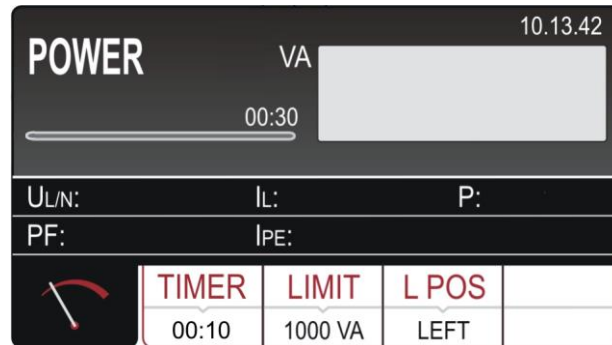 10.13.42
POWER VA
00:30
UL/N: IL: P:
PF: IPE:
TIMER LIMIT L POS
00:10 1000 VA LEFT